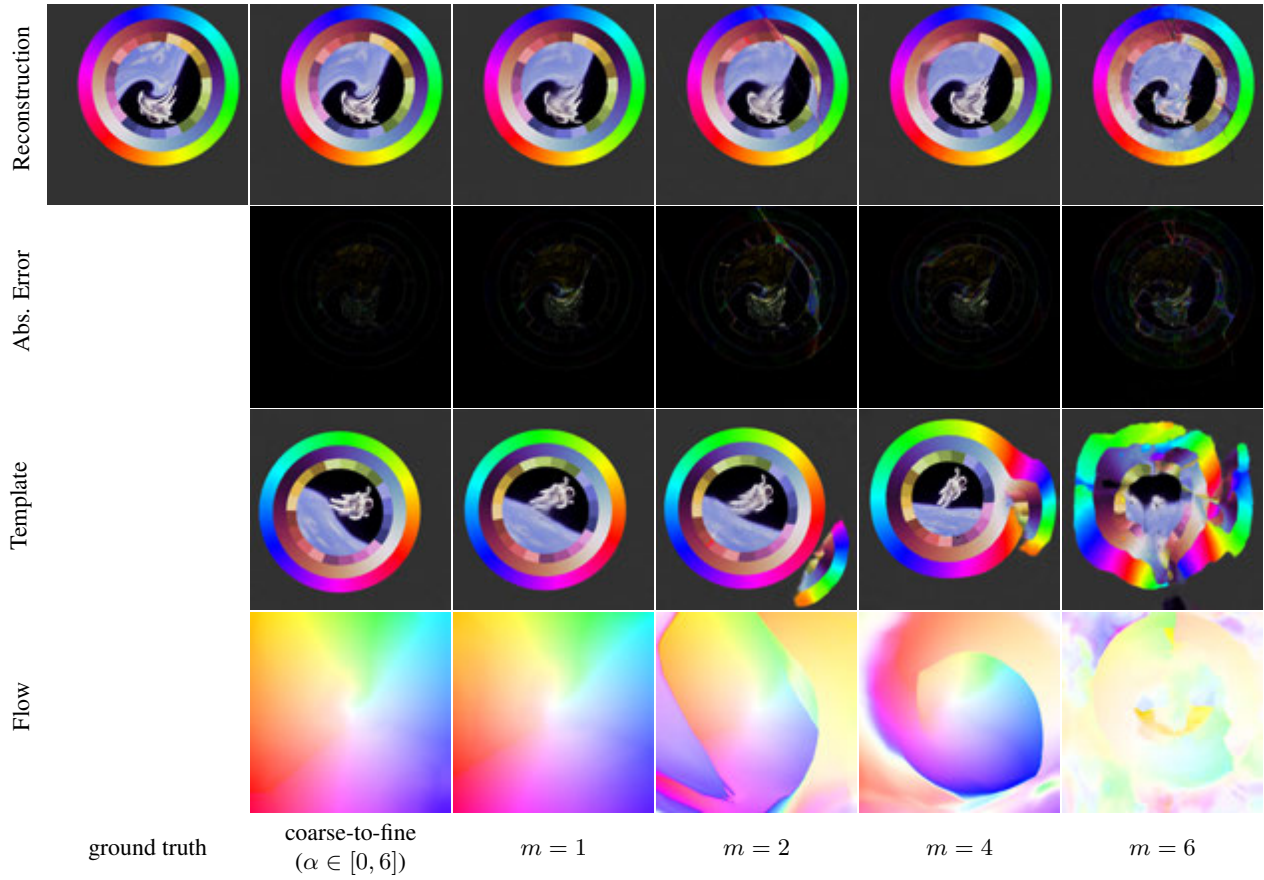 Reconstruction
Abs. Error
Template
Flow
ground truth
coarse-to-fine
(α ∈ [0, 6])
m = 1
m = 2
m = 4
m = 6